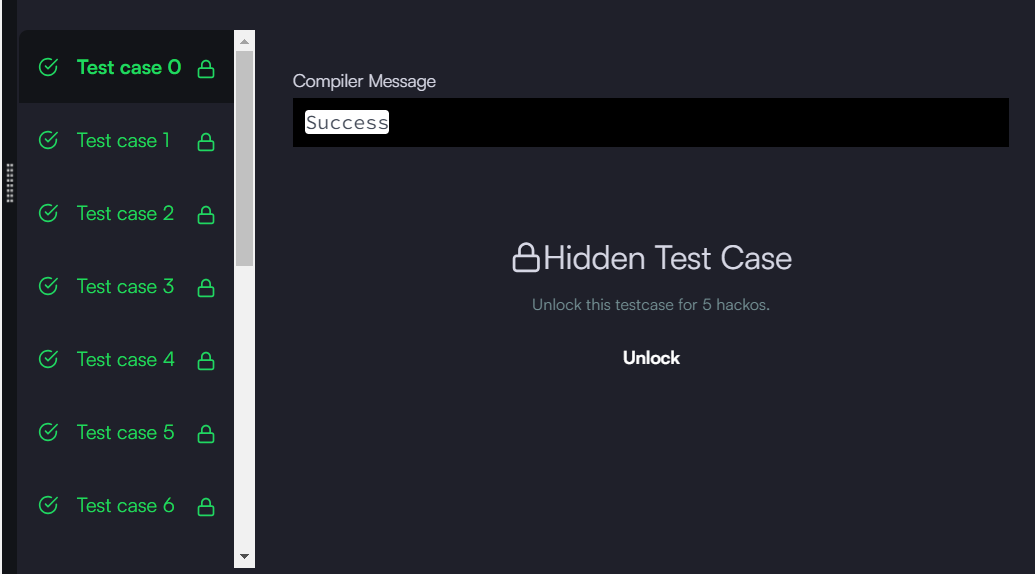 Test case 0
Test case 1
Test case 2
Test case 3
Test case 4
Test case 5
Test case 6
Compiler Message
Success
Hidden Test Case
Unlock this testcase for 5 hackos.
Unlock